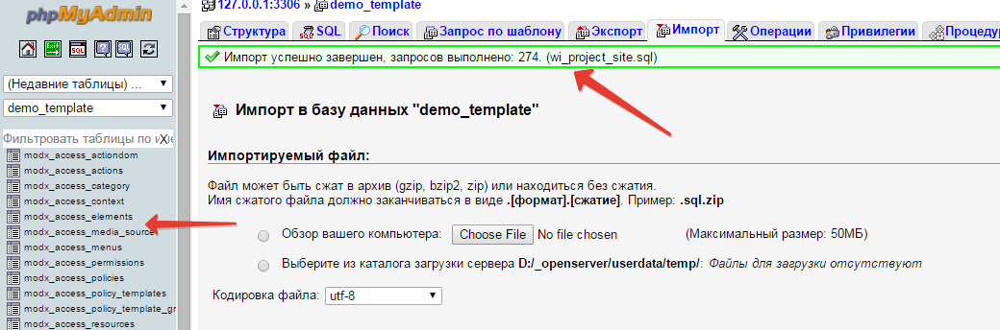 phpMyAdmin
(Недавние таблицы) ...
demo_template
Фильтровать таблицы по и
X
modx_access_actiondom
modx_access_actions
modx_access_category
modx_access_context
modx_access_elements
modx_access_media_source
modx_access_menus
modx_access_permissions
modx_access_policies
modx_access_policy_templates
modx_access_policy_template_gr
modx_access_resources
127.0.0.1:3306 » demo_template
Структура SQL Поиск Запрос по шаблону Экспорт Импорт Операции Привилегии Процедур
Импорт успешно завершен, запросов выполнено: 274. (wi_project_site.sql)
Импорт в базу данных "demo_template"
Импортируемый файл:
Файл может быть сжат в архив (gzip, bzip2, zip) или находиться без сжатия.
Имя сжатого файла должно заканчиваться в виде .[формат].[сжатие]. Пример: .sql.zip
Обзор вашего компьютера: Choose File No file chosen (Максимальный размер: 50МБ)
Выберите из каталога загрузки сервера D:/_openserver/userdata/temp/: Файлы для загрузки отсутствуют
Кодировка файла: utf-8